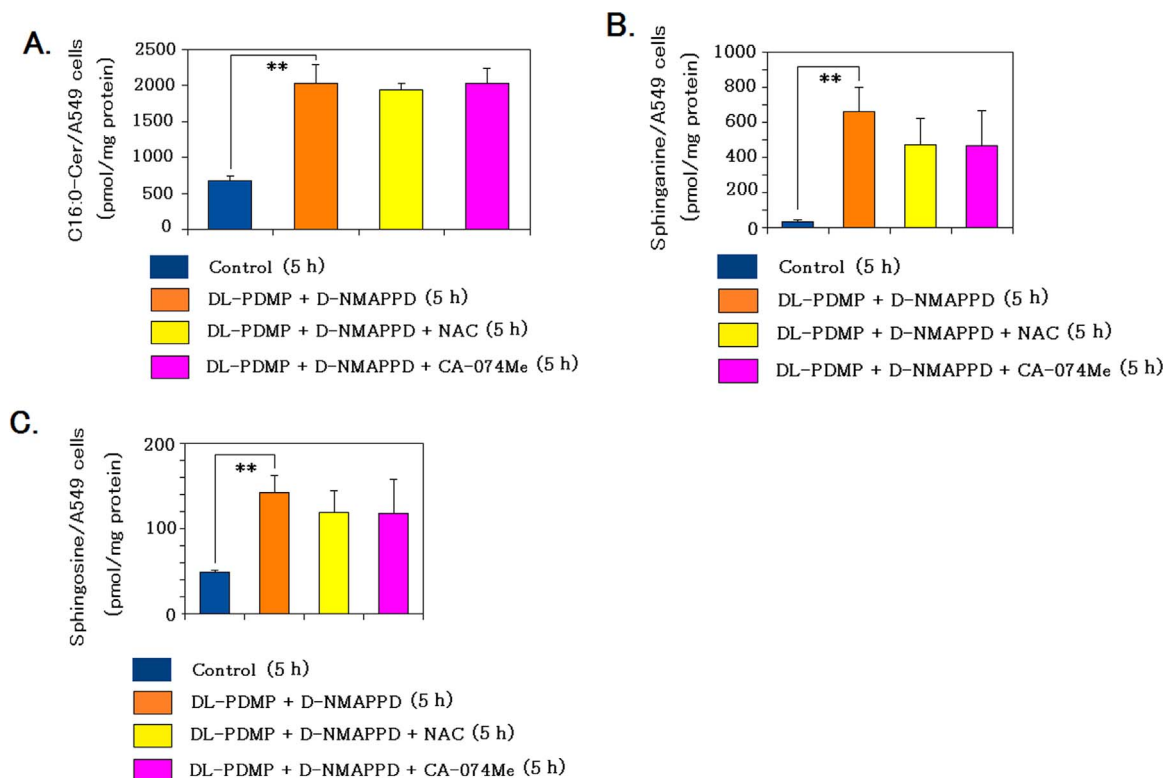 A.
C16:0-Cer/A549 cells
(pmol/mg protein)
2500
2000
1500
1000
500
0
**
Control (5 h)
DL-PDMP + D-NMAPPD (5 h)
DL-PDMP + D-NMAPPD + NAC (5 h)
DL-PDMP + D-NMAPPD + CA-074Me (5 h)
B.
Sphinganine/A549 cells
(pmol/mg protein)
1000
800
600
400
200
0
**
Control (5 h)
DL-PDMP + D-NMAPPD (5 h)
DL-PDMP + D-NMAPPD + NAC (5 h)
DL-PDMP + D-NMAPPD + CA-074Me (5 h)
C.
Sphingosine/A549 cells
(pmol/mg protein)
200
100
0
**
Control (5 h)
DL-PDMP + D-NMAPPD (5 h)
DL-PDMP + D-NMAPPD + NAC (5 h)
DL-PDMP + D-NMAPPD + CA-074Me (5 h)